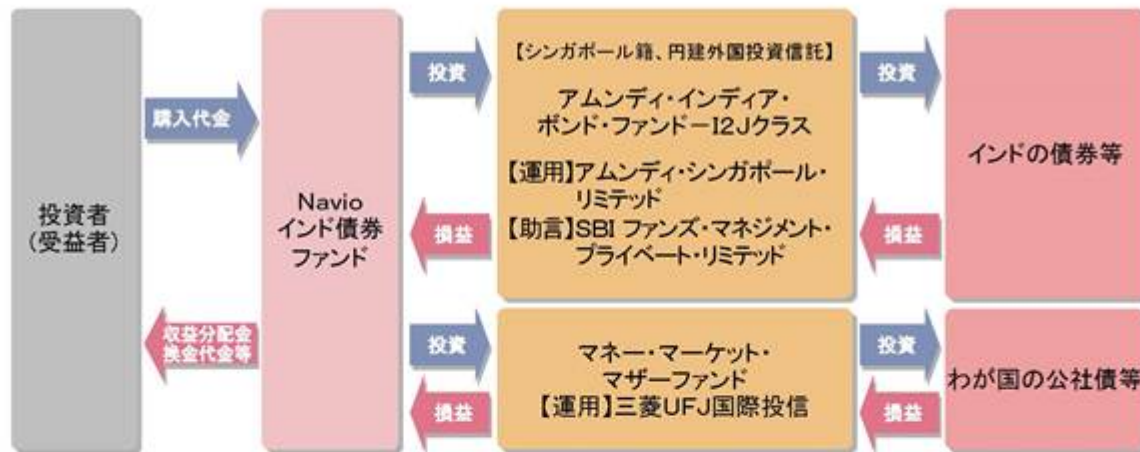 投資者
(受益者)
購入代金
収益分配金
換金代金等
Navio
インド債券
ファンド
投資
損益
投資
損益
【シンガポール籍、円建外国投資信託】
アムンディ・インディア・
ボンド・ファンド－I2Jクラス
【運用】アムンディ・シンガポール・
リミテッド
【助言】SBI ファンズ・マネジメント・
プライベート・リミテッド
マネー・マーケット・
マザーファンド
【運用】三菱UFJ国際投信
投資
損益
投資
損益
インドの債券等
わが国の公社債等